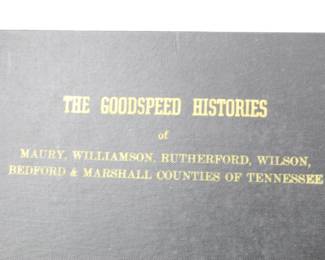 THE GOODSPEED HISTORIES
of
MAURY, WILLIAMSON, RUTHERFORD, WILSON,
BEDFORD & MARSHALL COUNTIES OF TENNESSEE